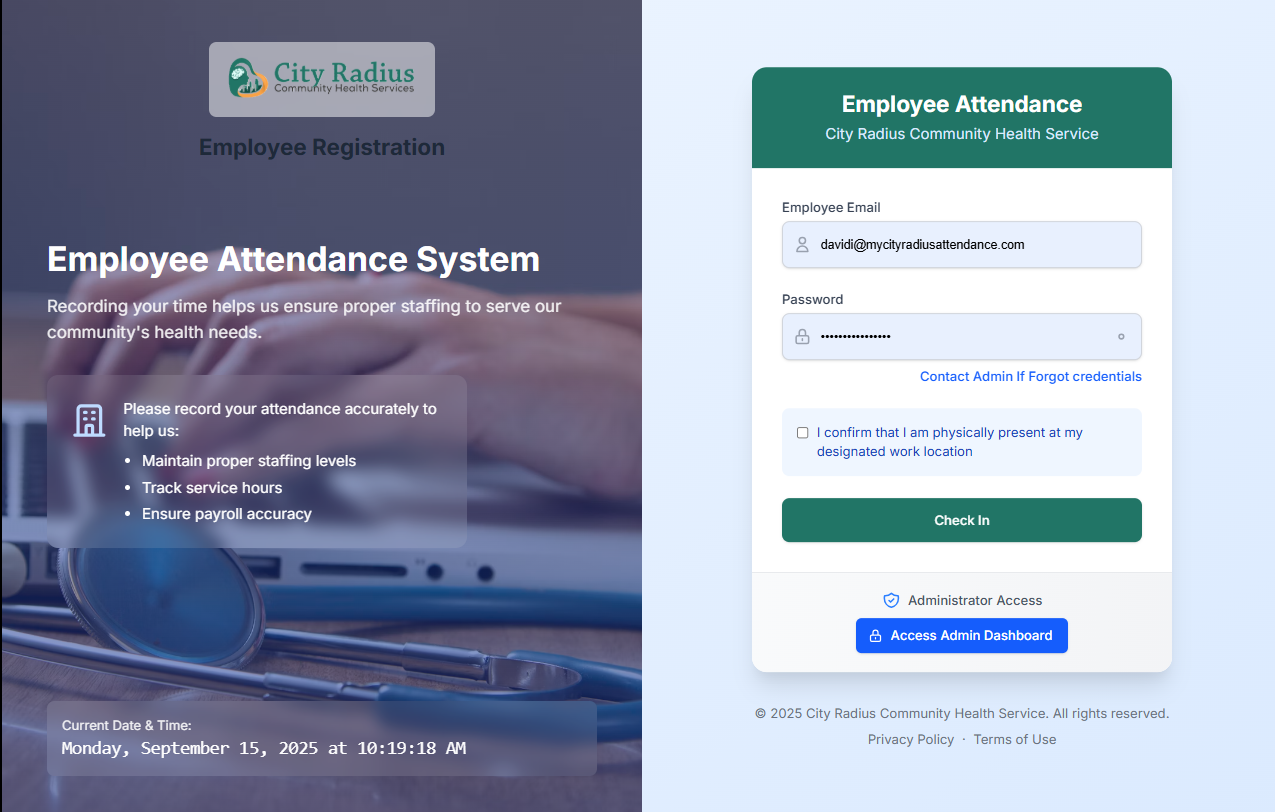 City Radius
Community Health Services
Employee Registration
Employee Attendance System
Recording your time helps us ensure proper staffing to serve our
community's health needs.
Please record your attendance accurately to
help us:
• Maintain proper staffing levels
• Track service hours
• Ensure payroll accuracy
Current Date & Time:
Monday, September 15, 2025 at 10:19:18 AM
Employee Attendance
City Radius Community Health Service
Employee Email
davidi@mycityradiusattendance.com
Password
••••••••••••••••
Contact Admin If Forgot credentials
I confirm that I am physically present at my
designated work location
Check In
Administrator Access
Access Admin Dashboard
© 2025 City Radius Community Health Service. All rights reserved.
Privacy Policy · Terms of Use